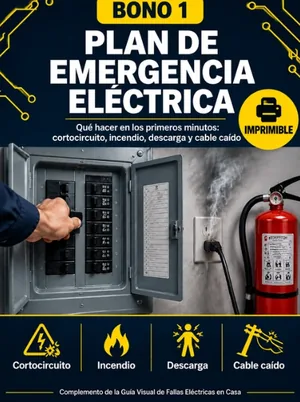 BONO 1
PLAN DE
EMERGENCIA
ELÉCTRICA
Qué hacer en los primeros minutos:
cortocircuito, incendio, descarga y cable caído
IMPRIMIBLE
Cortocircuito
Incendio
Descarga
Cable caído
Complemento de la Guía Visual de Fallas Eléctricas en Casa